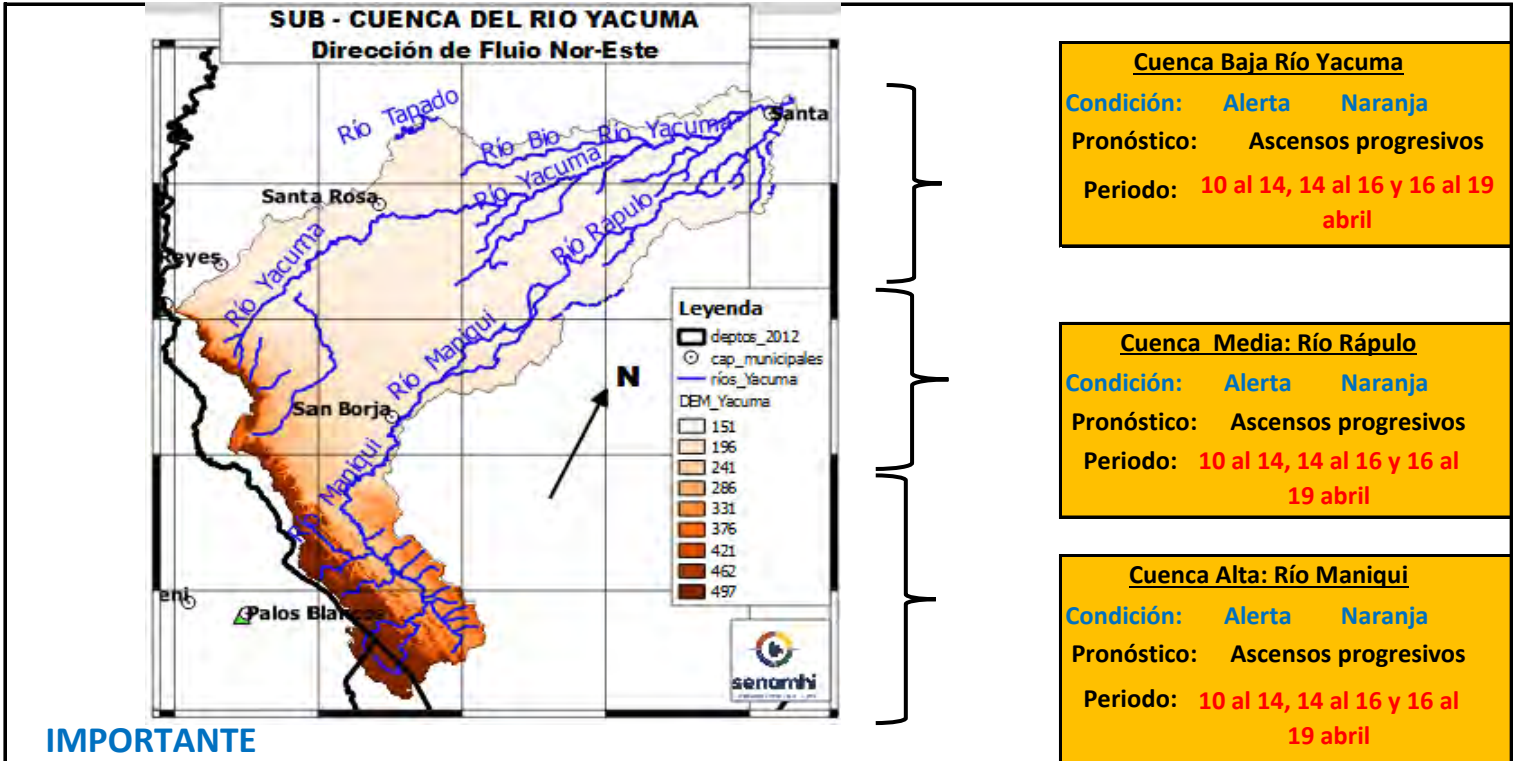 SUB - CUENCA DEL RIO YACUMA
Dirección de Flujo Nor-Este
Río Tapado
Río Bio
Río Yacuma
Santa
Río Yacuma
Santa Rosa
Río Rápulo
Reyes
Río Yacuma
Río Maniqui
San Borja
Río Maniqui
N
eni
Palos Blancos
Leyenda
deptos_2012
cap_municipales
ríos_Yacuma
DEM_Yacuma
151
196
241
286
331
376
421
462
497
senamhi
IMPORTANTE
Cuenca Baja Río Yacuma
Condición: Alerta Naranja
Pronóstico: Ascensos progresivos
Periodo: 10 al 14, 14 al 16 y 16 al 19
abril
Cuenca Media: Río Rápulo
Condición: Alerta Naranja
Pronóstico: Ascensos progresivos
Periodo: 10 al 14, 14 al 16 y 16 al
19 abril
Cuenca Alta: Río Maniqui
Condición: Alerta Naranja
Pronóstico: Ascensos progresivos
Periodo: 10 al 14, 14 al 16 y 16 al
19 abril